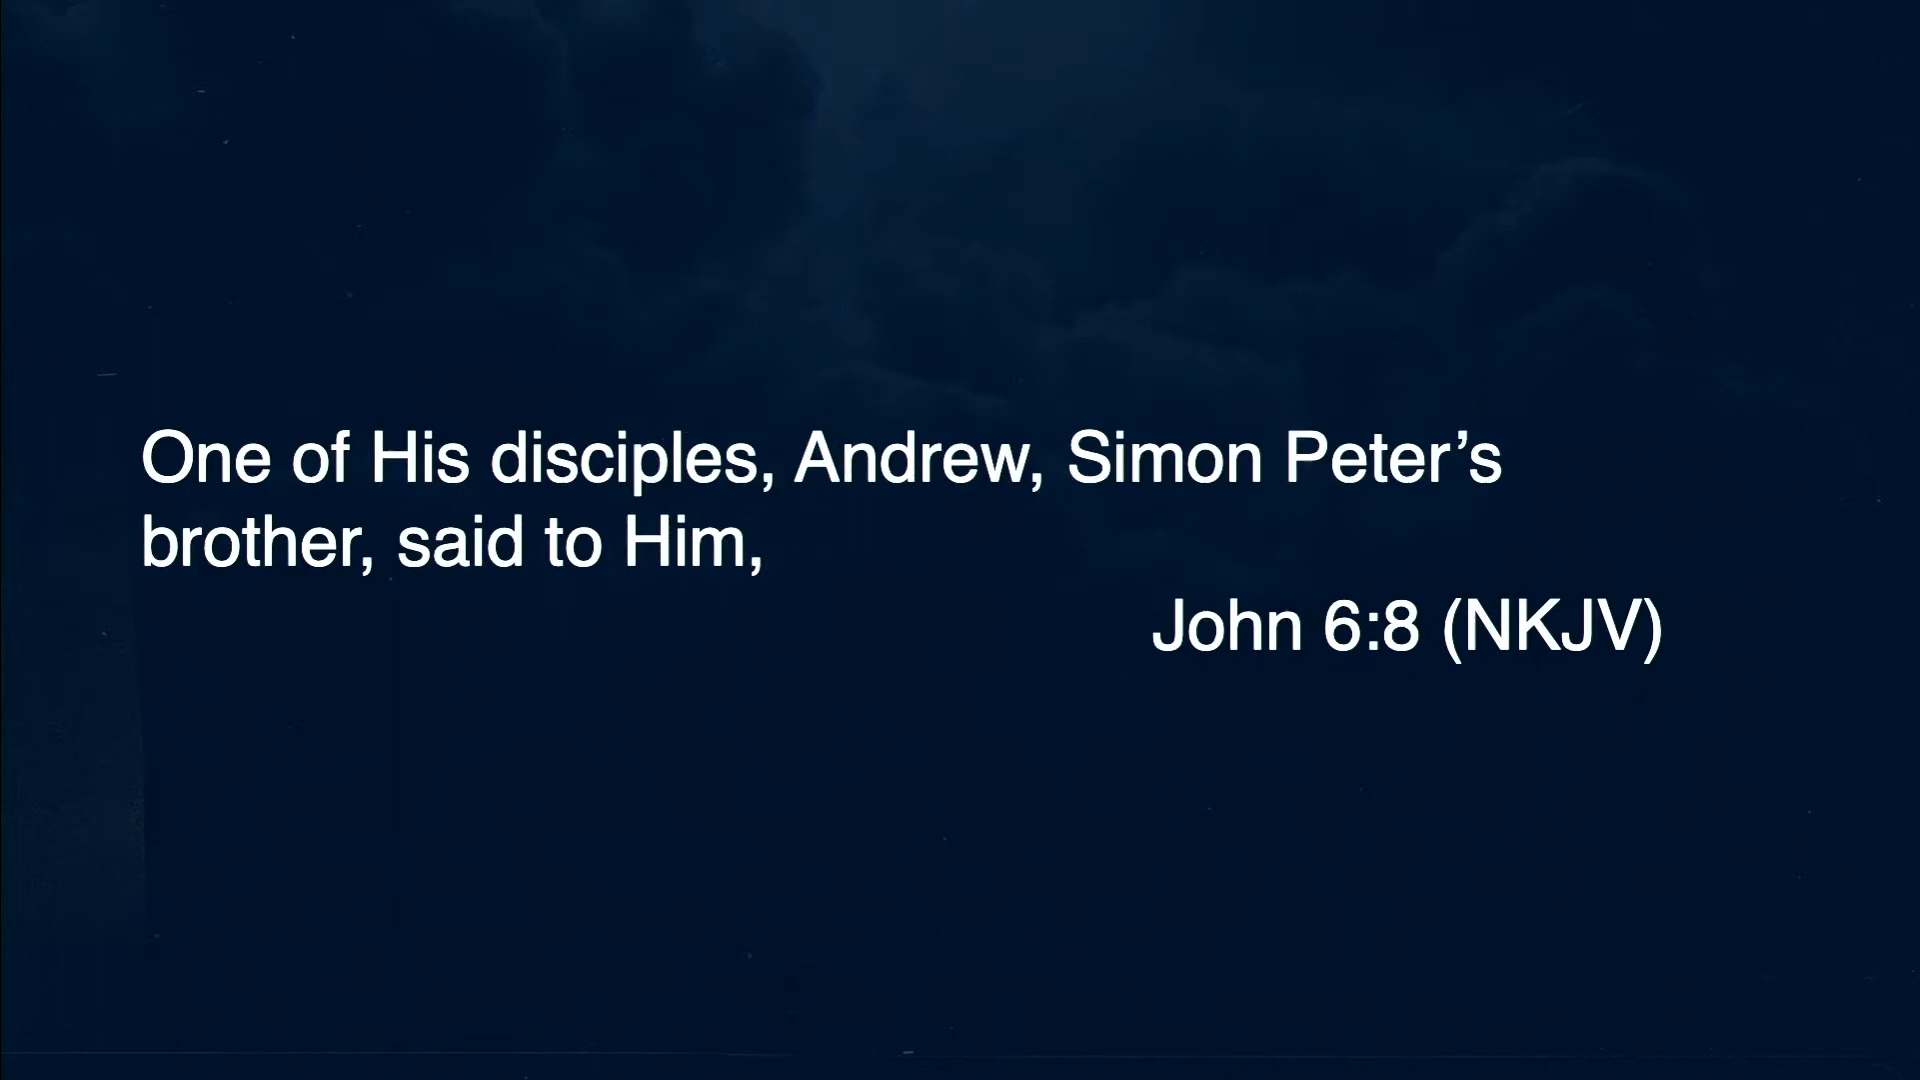 One of His disciples, Andrew, Simon Peter’s
brother, said to Him,
John 6:8 (NKJV)